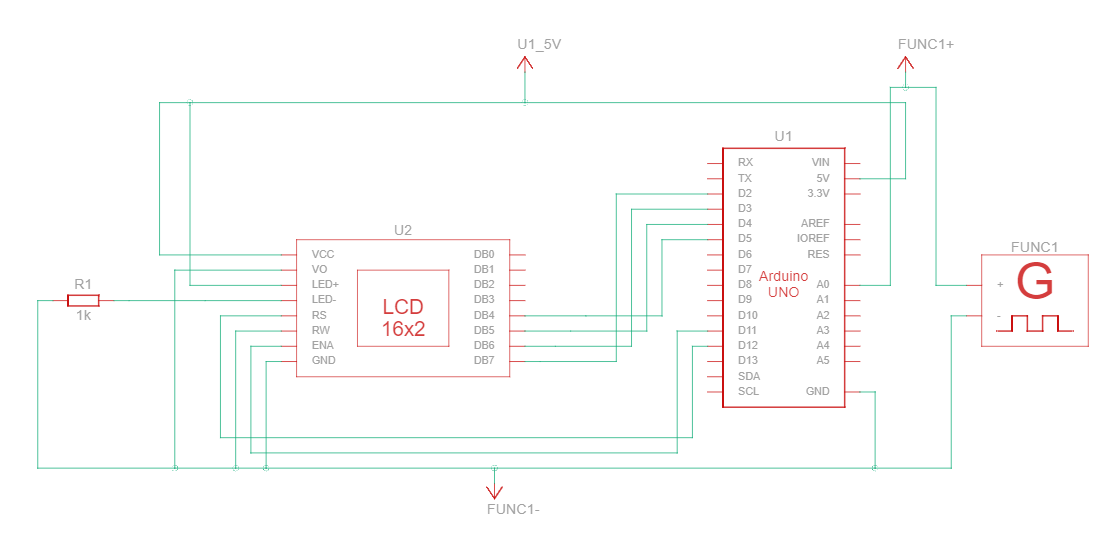 U1_5V
FUNC1+
U1
RX VIN
TX 5V
D2 3.3V
D3
D4 AREF
D5 IOREF
D6 RES
D7
Arduino
UNO
D8 A0
D9 A1
D10 A2
D11 A3
D12 A4
D13 A5
SDA
SCL GND
U2
VCC DB0
VO DB1
LED+ DB2
LED- DB3
RS DB4
RW DB5
ENA DB6
GND DB7
LCD
16x2
R1
1k
FUNC1
G
+
-
FUNC1-